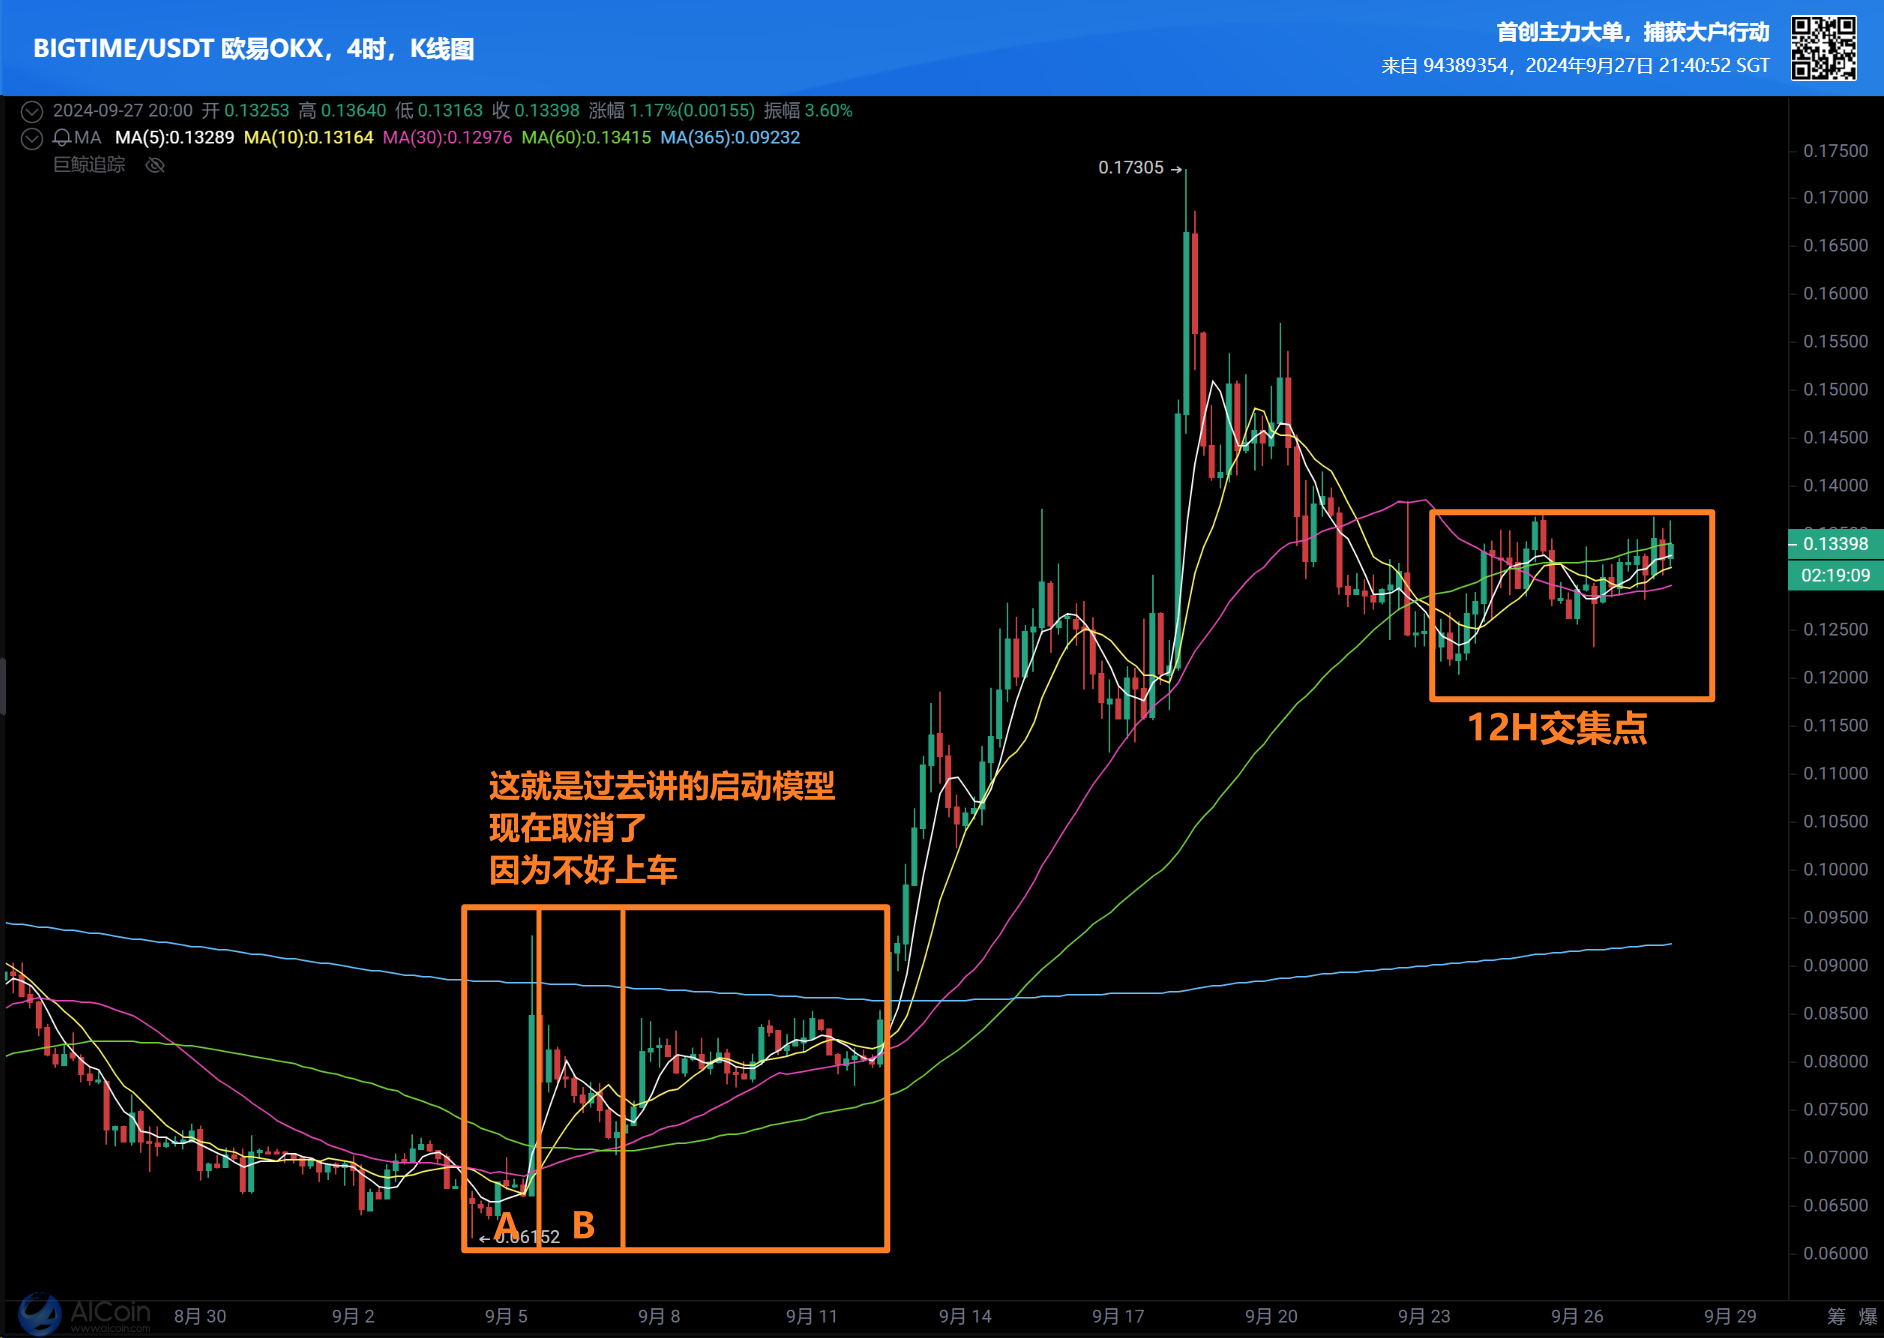 BIGTIME/USDT 欧易OKX，4时，K线图
首创主力大单，捕获大户行动
来自 94389354，2024年9月27日 21:40:52 SGT
2024-09-27 20:00 开 0.13253 高 0.13640 低 0.13163 收 0.13398 涨幅 1.17%(0.00155) 振幅 3.60%
MA MA(5):0.13289 MA(10):0.13164 MA(30):0.12976 MA(60):0.13415 MA(365):0.09232
巨鲸追踪
0.17305
0.17500
0.17000
0.16500
0.16000
0.15500
0.15000
0.14500
0.14000
0.13398
02:19:09
0.12500
0.12000
0.11500
0.11000
0.10500
0.10000
0.09500
0.09000
0.08500
0.08000
0.07500
0.07000
0.06500
0.06000
12H交集点
这就是过去讲的启动模型
现在取消了
因为不好上车
A
B
0.06152
AICoin
www.aicoin.com
8月 30
9月 2
9月 5
9月 8
9月 11
9月 14
9月 17
9月 20
9月 23
9月 26
9月 29
筹 爆